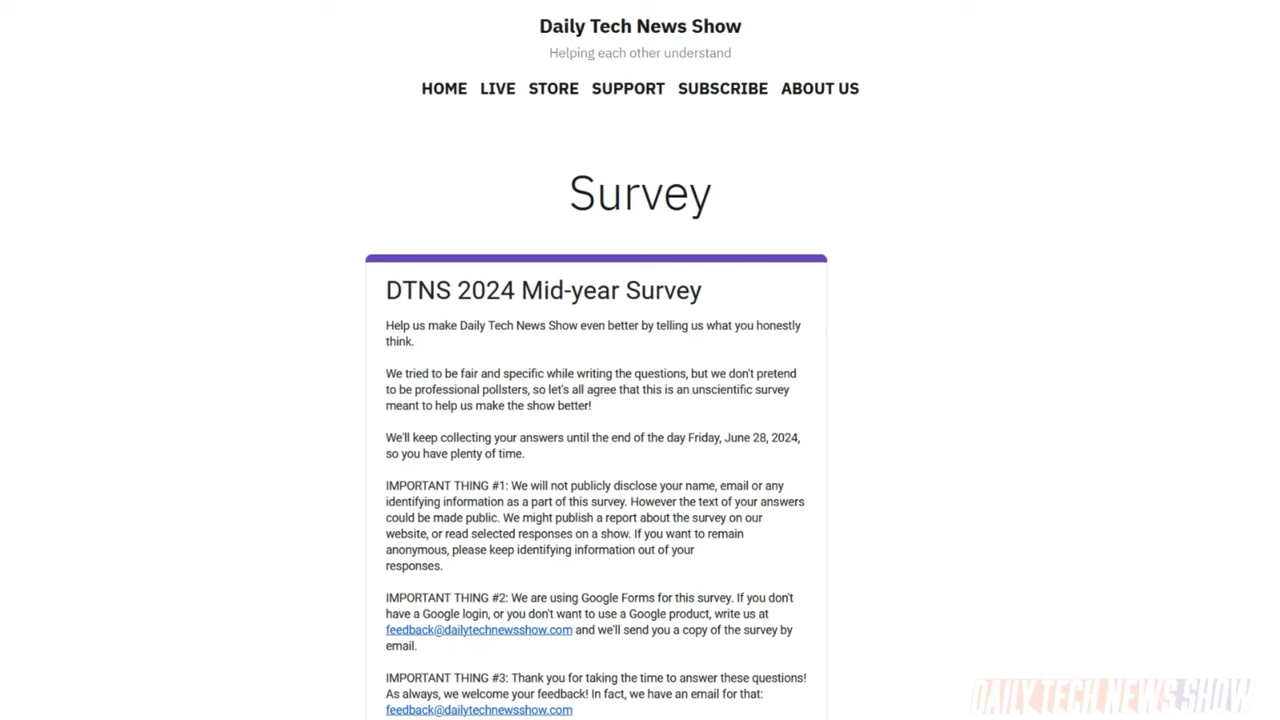 Daily Tech News Show
Helping each other understand
HOME LIVE STORE SUPPORT SUBSCRIBE ABOUT US
Survey
DTNS 2024 Mid-year Survey
Help us make Daily Tech News Show even better by telling us what you honestly
think.
We tried to be fair and specific while writing the questions, but we don't pretend
to be professional pollsters, so let's all agree that this is an unscientific survey
meant to help us make the show better!
We'll keep collecting your answers until the end of the day Friday, June 28, 2024,
so you have plenty of time.
IMPORTANT THING #1: We will not publicly disclose your name, email or any
identifying information as a part of this survey. However the text of your answers
could be made public. We might publish a report about the survey on our
website, or read selected responses on a show. If you want to remain
anonymous, please keep identifying information out of your
responses.
IMPORTANT THING #2: We are using Google Forms for this survey. If you don't
have a Google login, or you don't want to use a Google product, write us at
feedback@dailytechnewsshow.com and we'll send you a copy of the survey by
email.
IMPORTANT THING #3: Thank you for taking the time to answer these questions!
As always, we welcome your feedback! In fact, we have an email for that:
feedback@dailytechnewsshow.com
DAILY TECH NEWS SHOW